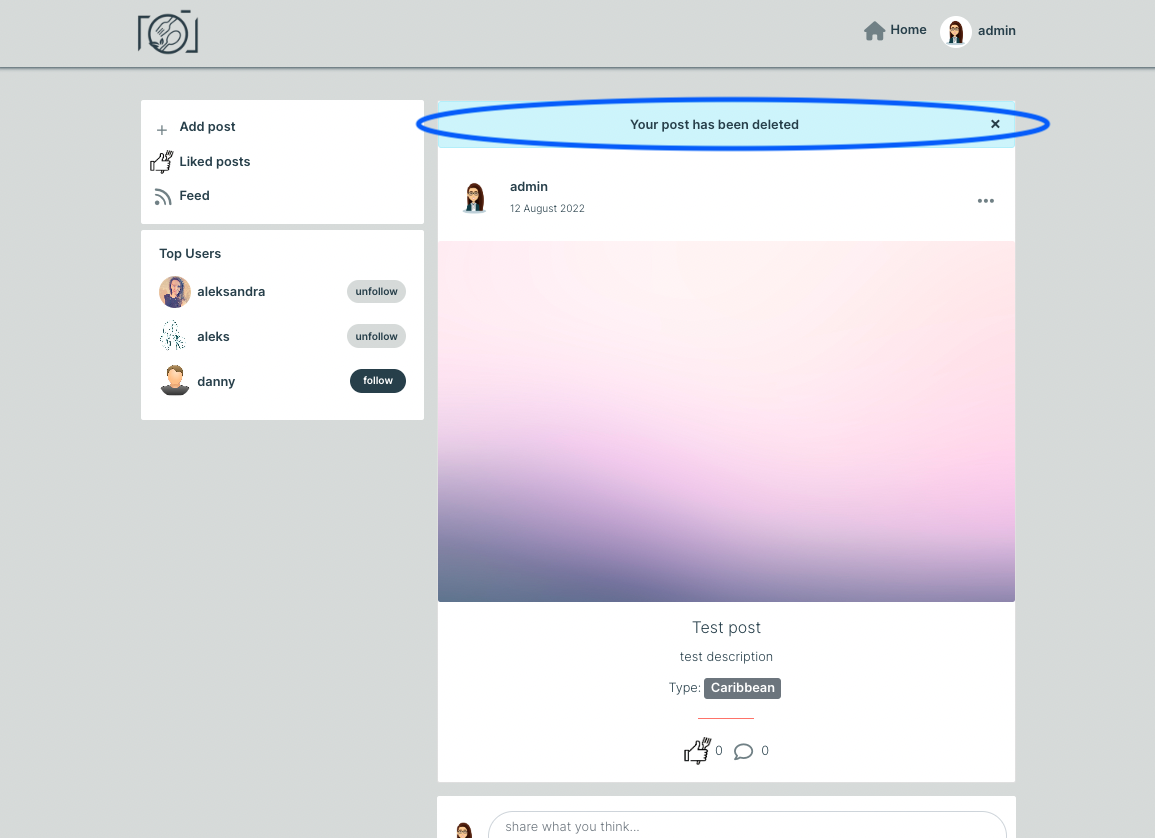 Home
admin
Add post
Liked posts
Feed
Top Users
aleksandra unfollow
aleks unfollow
danny follow
Your post has been deleted
admin
12 August 2022
Test post
test description
Type: Caribbean
0 0
share what you think...